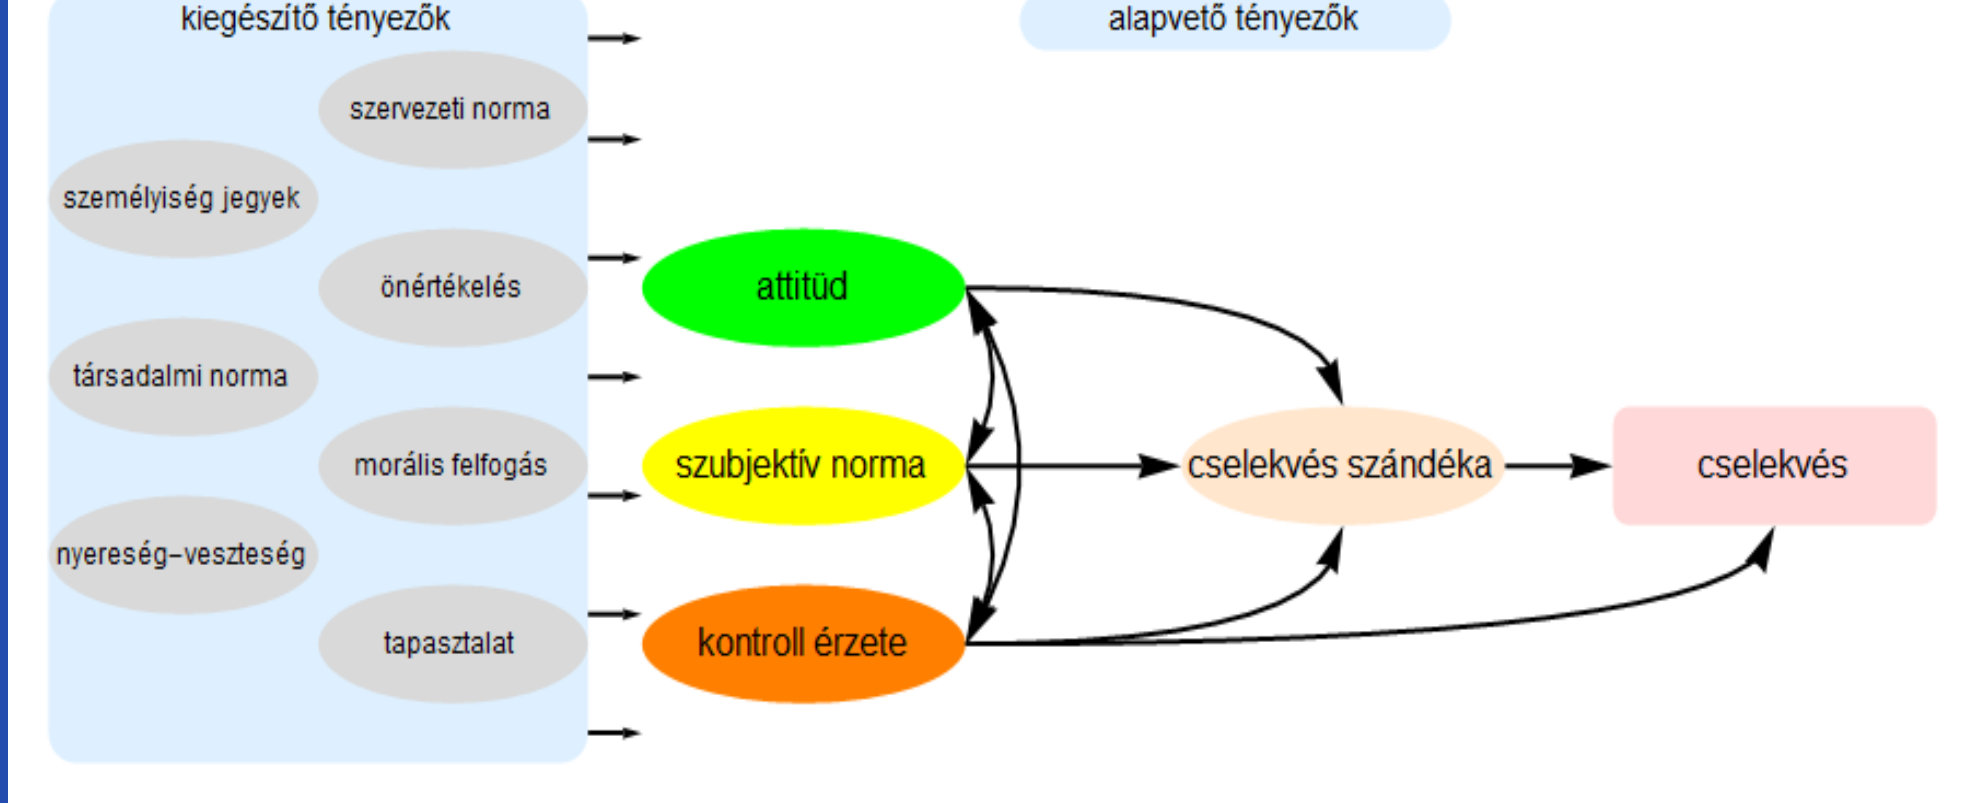 kiegészítő tényezők
alapvető tényezők
szervezeti norma
személyiség jegyek
önértékelés
attitüd
társadalmi norma
morális felfogás
szubjektív norma
cselekvés szándéka
cselekvés
nyereség–veszteség
tapasztalat
kontroll érzete